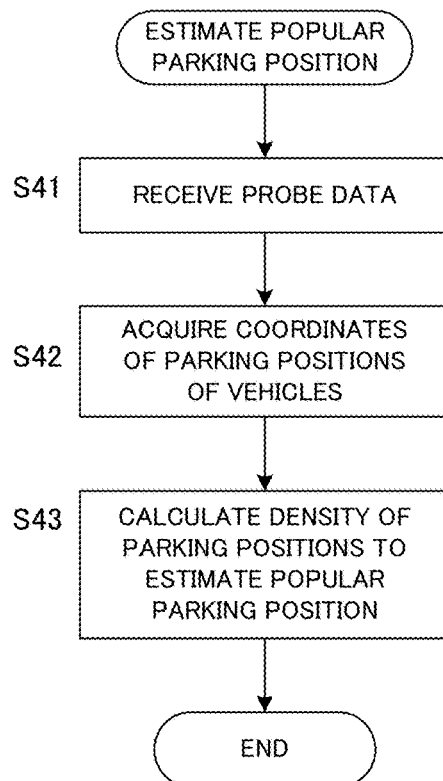 ESTIMATE POPULAR
PARKING POSITION
S41
RECEIVE PROBE DATA
S42
ACQUIRE COORDINATES
OF PARKING POSITIONS
OF VEHICLES
S43
CALCULATE DENSITY OF
PARKING POSITIONS TO
ESTIMATE POPULAR
PARKING POSITION
END